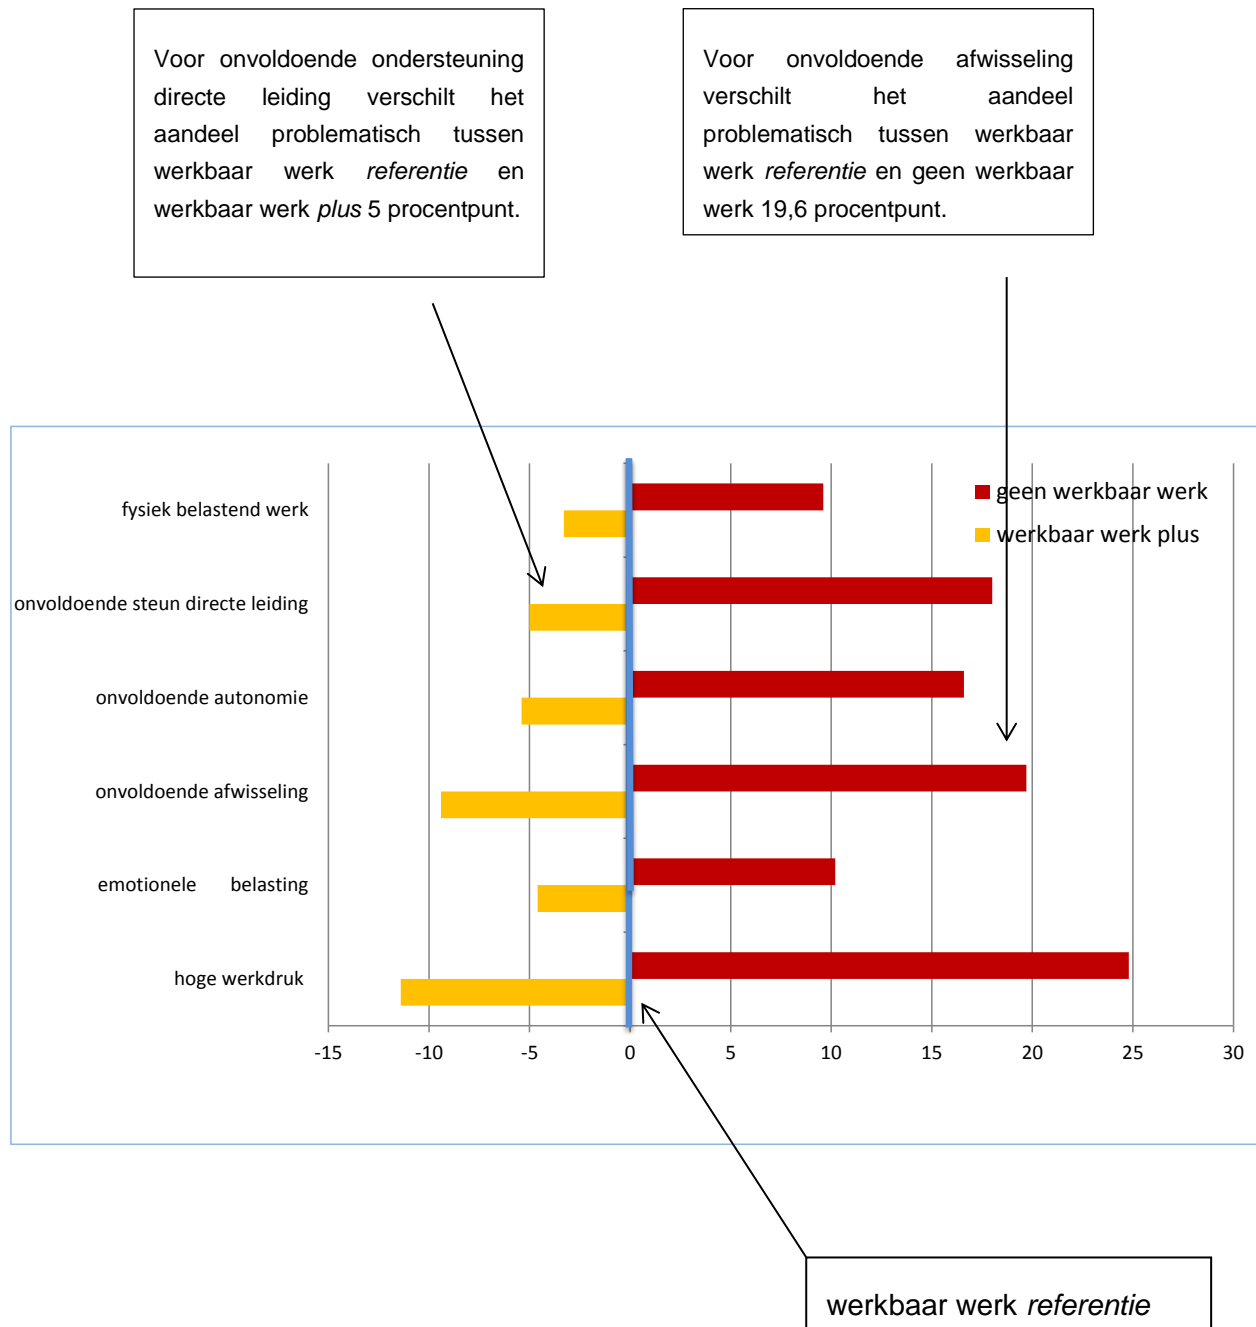 Voor onvoldoende ondersteuning
directe leiding verschilt het
aandeel problematisch tussen
werkbaar werk referentie en
werkbaar werk plus 5 procentpunt.
Voor onvoldoende afwisseling
verschilt het aandeel
problematisch tussen werkbaar
werk referentie en geen werkbaar
werk 19,6 procentpunt.
fysiek belastend werk
onvoldoende steun directe leiding
onvoldoende autonomie
onvoldoende afwisseling
emotionele belasting
hoge werkdruk
geen werkbaar werk
werkbaar werk plus
-15 -10 -5 0 5 10 15 20 25 30
werkbaar werk referentie